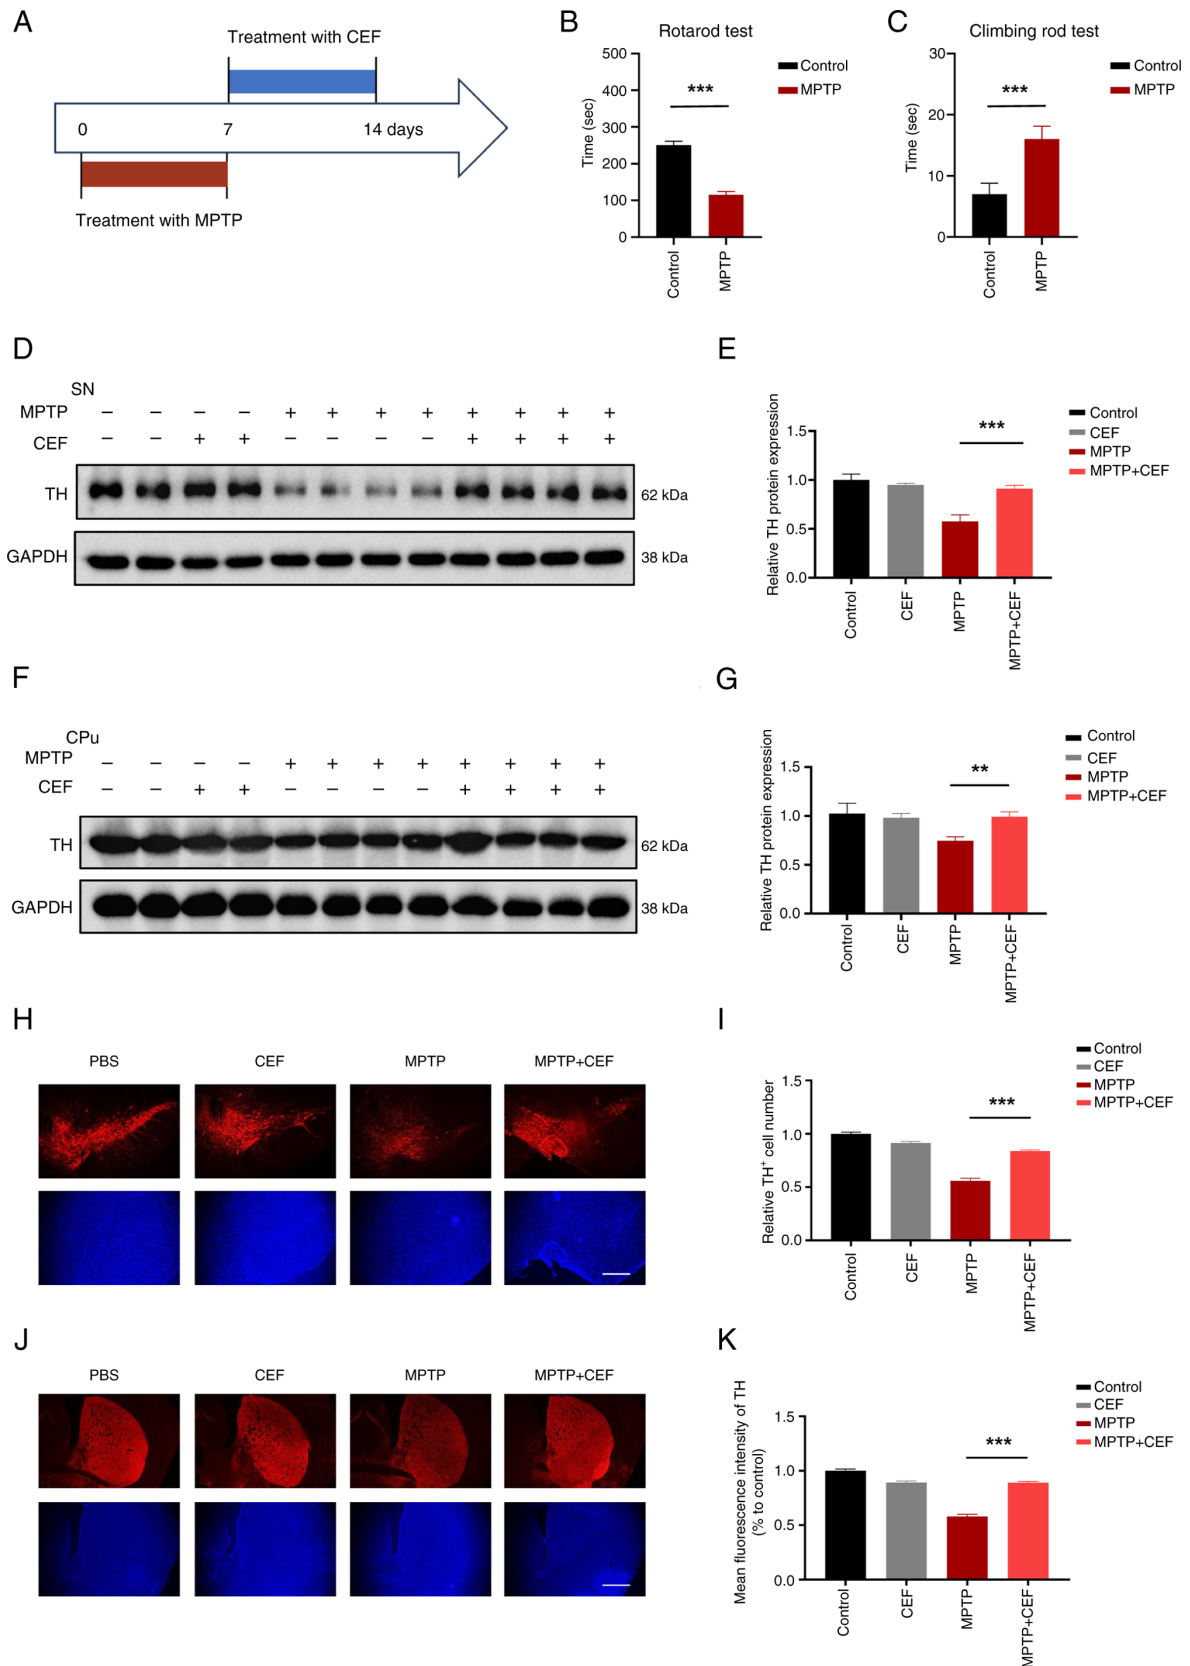 A
Treatment with CEF
0 7 14 days
Treatment with MPTP
B
Rotarod test
500
400
300
200
100
0
Time (sec)
***
Control
MPTP
Control
MPTP
C
Climbing rod test
30
20
10
0
Time (sec)
***
Control
MPTP
Control
MPTP
D
SN
MPTP − − − − + + + + + + + +
CEF − − + + − − − − + + + +
TH 62 kDa
GAPDH 38 kDa
E
Relative TH protein expression
1.5
1.0
0.5
0.0
***
Control
CEF
MPTP
MPTP+CEF
Control
CEF
MPTP
MPTP+CEF
F
CPu
MPTP − − − − + + + + + + + +
CEF − − + + − − − − + + + +
TH 62 kDa
GAPDH 38 kDa
G
Relative TH protein expression
1.5
1.0
0.5
0.0
**
Control
CEF
MPTP
MPTP+CEF
Control
CEF
MPTP
MPTP+CEF
H
PBS CEF MPTP MPTP+CEF
I
Relative TH⁺ cell number
1.5
1.0
0.5
0.0
***
Control
CEF
MPTP
MPTP+CEF
Control
CEF
MPTP
MPTP+CEF
J
PBS CEF MPTP MPTP+CEF
K
Mean fluorescence intensity of TH
(% to control)
1.5
1.0
0.5
0.0
***
Control
CEF
MPTP
MPTP+CEF
Control
CEF
MPTP
MPTP+CEF